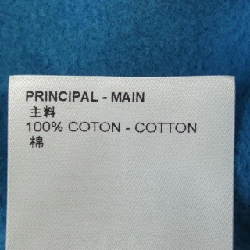 PRINCIPAL - MAIN
主料
100% COTON - COTTON
棉